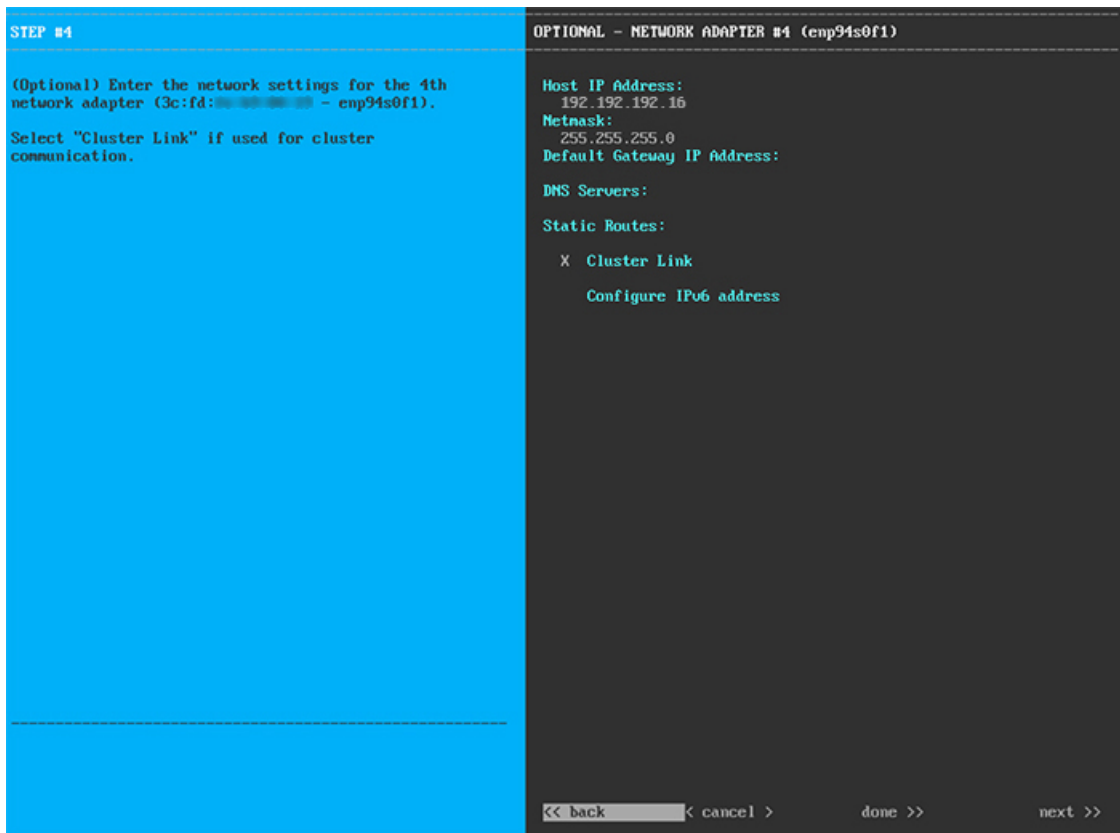 STEP #4
(Optional) Enter the network settings for the 4th
network adapter (3c:fd: - enp94s0f1).
Select "Cluster Link" if used for cluster
communication.
OPTIONAL - NETWORK ADAPTER #4 (enp94s0f1)
Host IP Address:
192.192.192.16
Netmask:
255.255.255.0
Default Gateway IP Address:
DNS Servers:
Static Routes:
X Cluster Link
Configure IPv6 address
<< back < cancel > done >> next >>